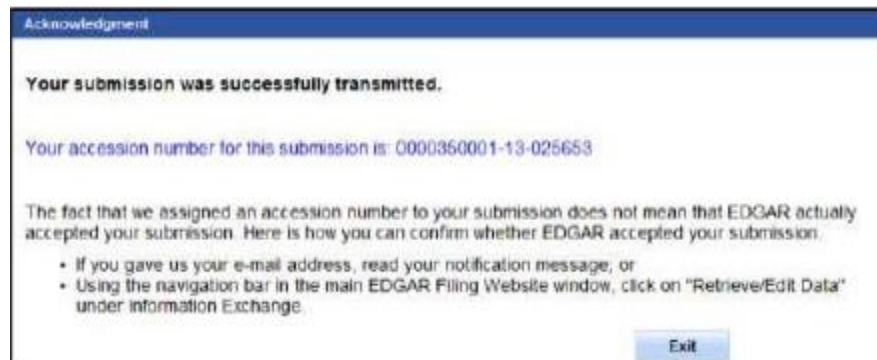 Acknowledgment
Your submission was successfully transmitted.
Your accession number for this submission is: 0000350001-13-025653
The fact that we assigned an accession number to your submission does not mean that EDGAR actually
accepted your submission. Here is how you can confirm whether EDGAR accepted your submission.
• If you gave us your e-mail address, read your notification message; or
• Using the navigation bar in the main EDGAR Filing Website window, click on "Retrieve/Edit Data"
under Information Exchange.
Exit